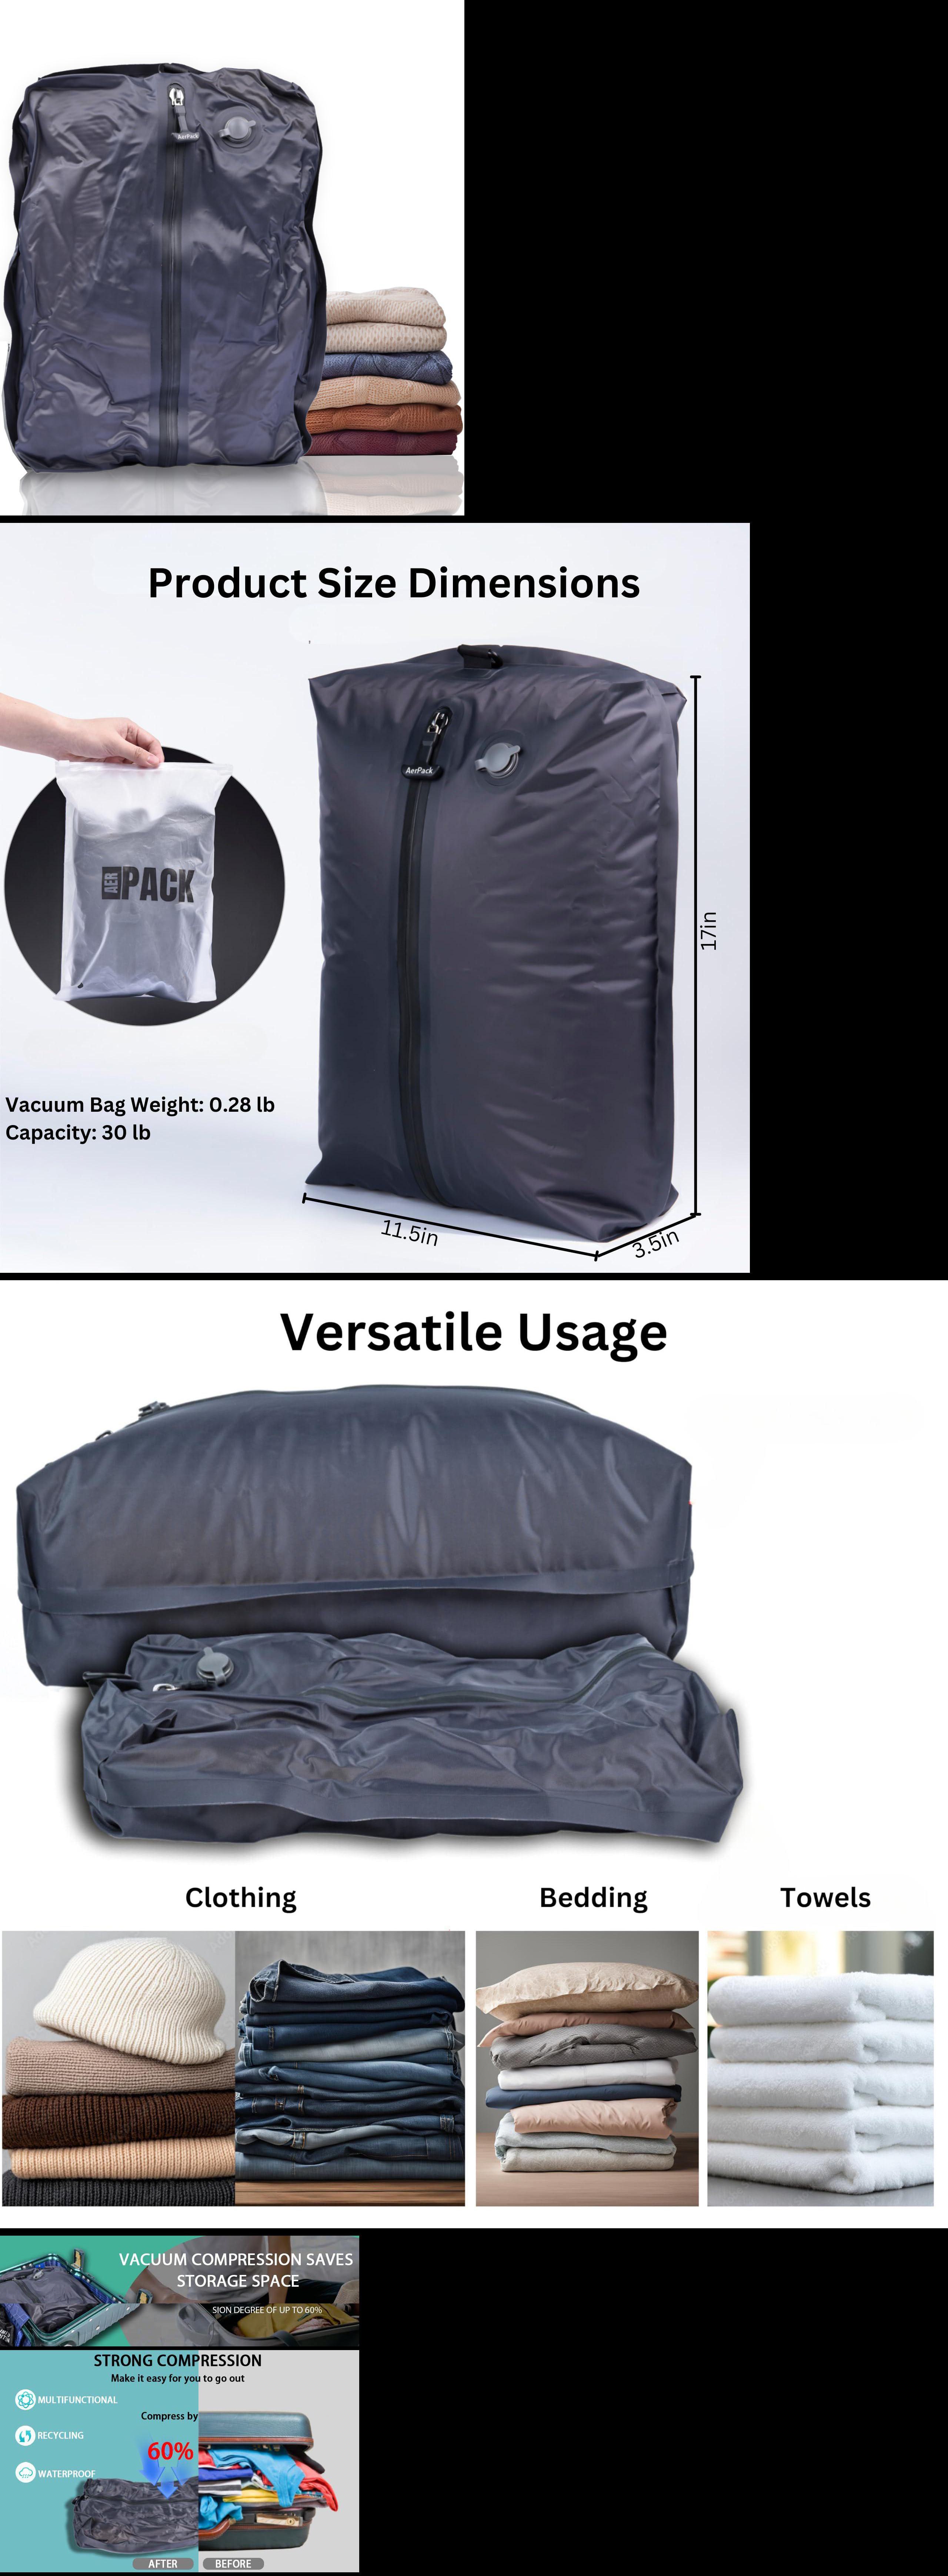 AerPack
Product Size Dimensions
AerPack
AER
PACK
17in
Vacuum Bag Weight: 0.28 lb
Capacity: 30 lb
11.5in
3.5in
Versatile Usage
Clothing
Bedding
Towels
VACUUM COMPRESSION SAVES
STORAGE SPACE
SION DEGREE OF UP TO 60%
STRONG COMPRESSION
Make it easy for you to go out
MULTIFUNCTIONAL
Compress by
RECYCLING
60%
WATERPROOF
AFTER
BEFORE